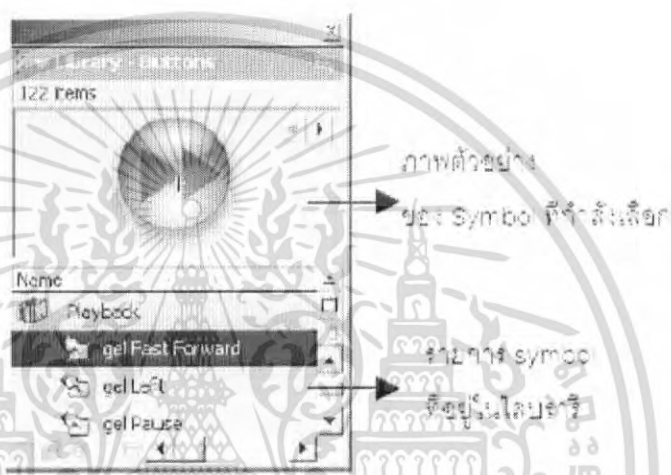 Library - Buttons
122 items
ภาพตัวอย่าง
ของ Symbol ที่กำลังเลือก
Name
Playback
gel Fast Forward
gel Left
gel Pause
รายการ symbol
ที่อยู่ในไลบรารี